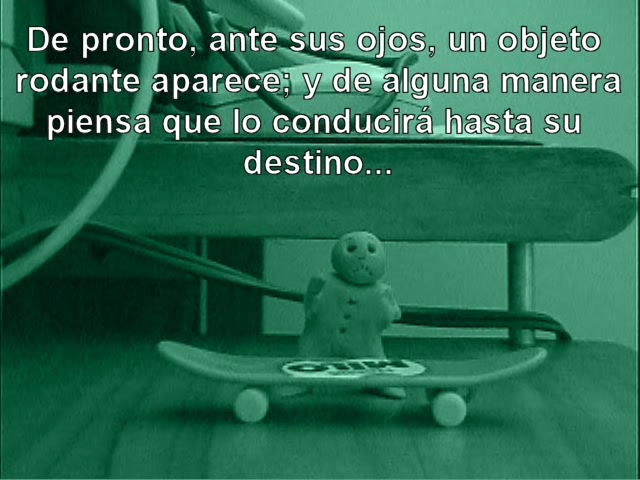 De pronto, ante sus ojos, un objeto
rodante aparece; y de alguna manera
piensa que lo conducirá hasta su
destino...